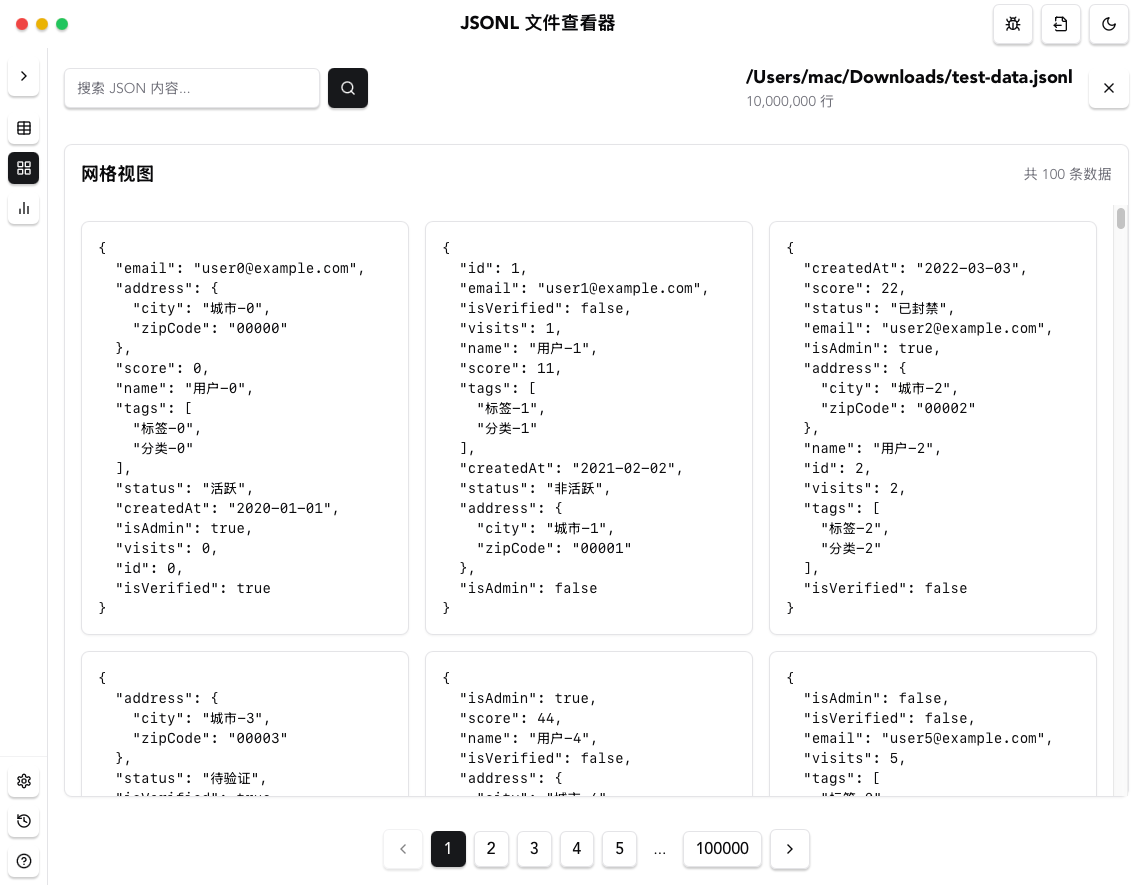 JSONL 文件查看器
搜索 JSON 内容...
/Users/mac/Downloads/test-data.jsonl
10,000,000 行
网格视图
共 100 条数据
{
  "email": "user0@example.com",
  "address": {
    "city": "城市-0",
    "zipCode": "00000"
  },
  "score": 0,
  "name": "用户-0",
  "tags": [
    "标签-0",
    "分类-0"
  ],
  "status": "活跃",
  "createdAt": "2020-01-01",
  "isAdmin": true,
  "visits": 0,
  "id": 0,
  "isVerified": true
}
{
  "id": 1,
  "email": "user1@example.com",
  "isVerified": false,
  "visits": 1,
  "name": "用户-1",
  "score": 11,
  "tags": [
    "标签-1",
    "分类-1"
  ],
  "createdAt": "2021-02-02",
  "status": "非活跃",
  "address": {
    "city": "城市-1",
    "zipCode": "00001"
  },
  "isAdmin": false
}
{
  "createdAt": "2022-03-03",
  "score": 22,
  "status": "已封禁",
  "email": "user2@example.com",
  "isAdmin": true,
  "address": {
    "city": "城市-2",
    "zipCode": "00002"
  },
  "name": "用户-2",
  "id": 2,
  "visits": 2,
  "tags": [
    "标签-2",
    "分类-2"
  ],
  "isVerified": false
}
{
  "address": {
    "city": "城市-3",
    "zipCode": "00003"
  },
  "status": "待验证",
{
  "isAdmin": true,
  "score": 44,
  "name": "用户-4",
  "isVerified": false,
  "address": {
{
  "isAdmin": false,
  "isVerified": false,
  "email": "user5@example.com",
  "visits": 5,
  "tags": [
1 2 3 4 5 ... 100000